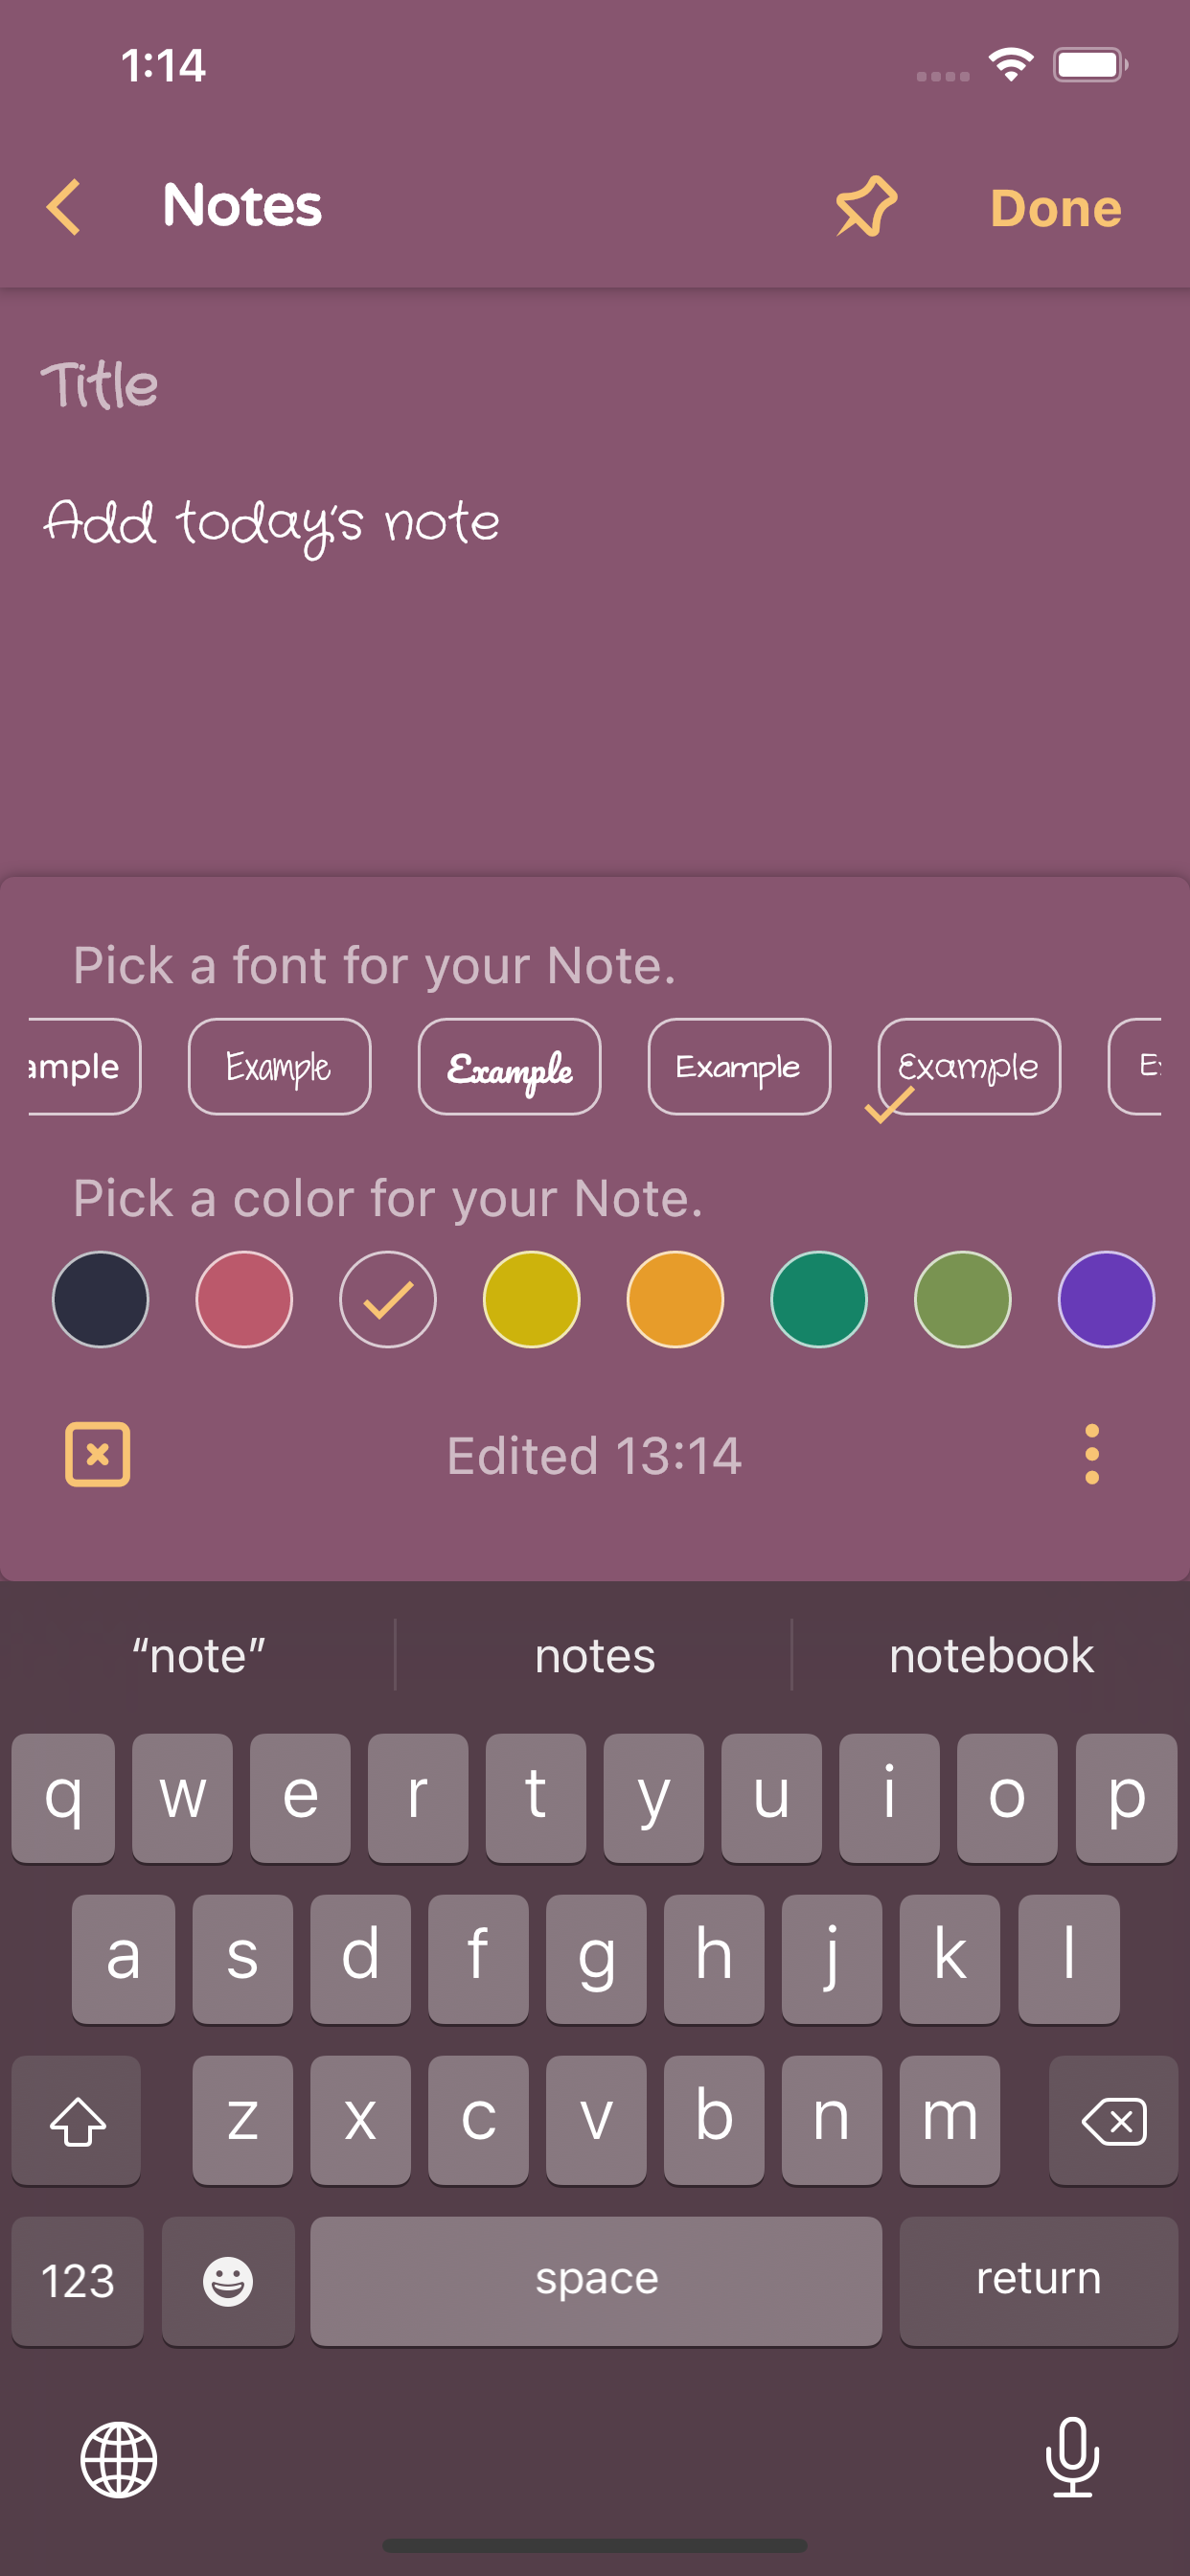 1:14
Notes Done
Title
Add today's note
Pick a font for your Note.
ample Example Example Example Example Ex
Pick a color for your Note.
Edited 13:14
“note” notes notebook
q w e r t y u i o p
a s d f g h j k l
z x c v b n m
123 space return